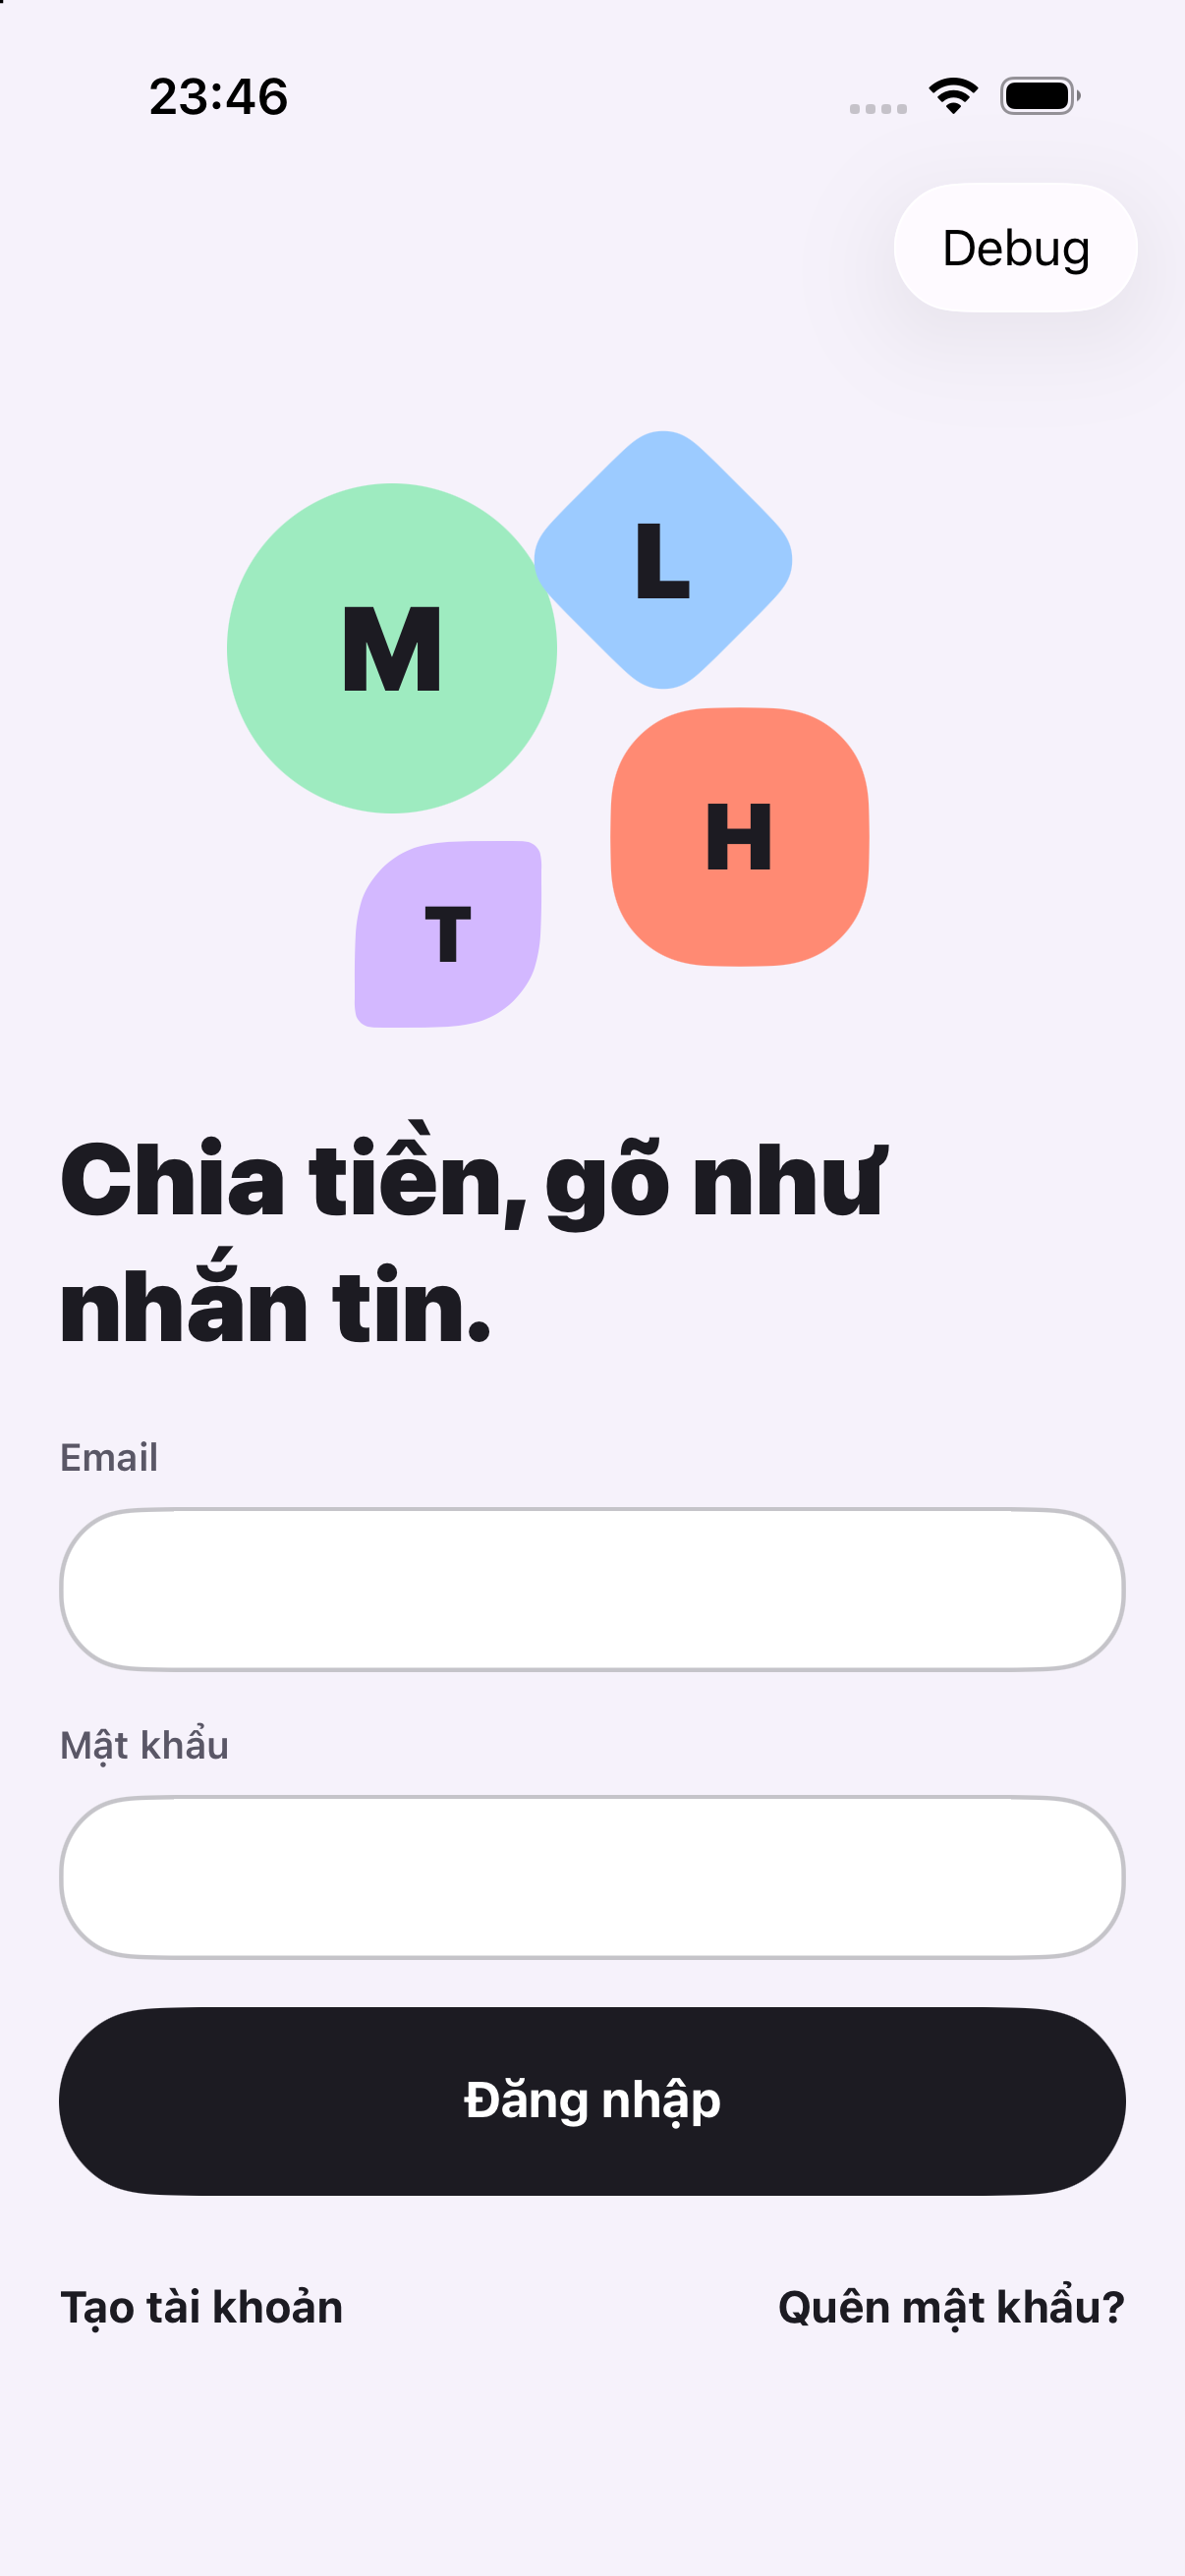 23:46
Debug
L
M
H
T
Chia tiền, gõ như
nhắn tin.
Email
Mật khẩu
Đăng nhập
Tạo tài khoản
Quên mật khẩu?